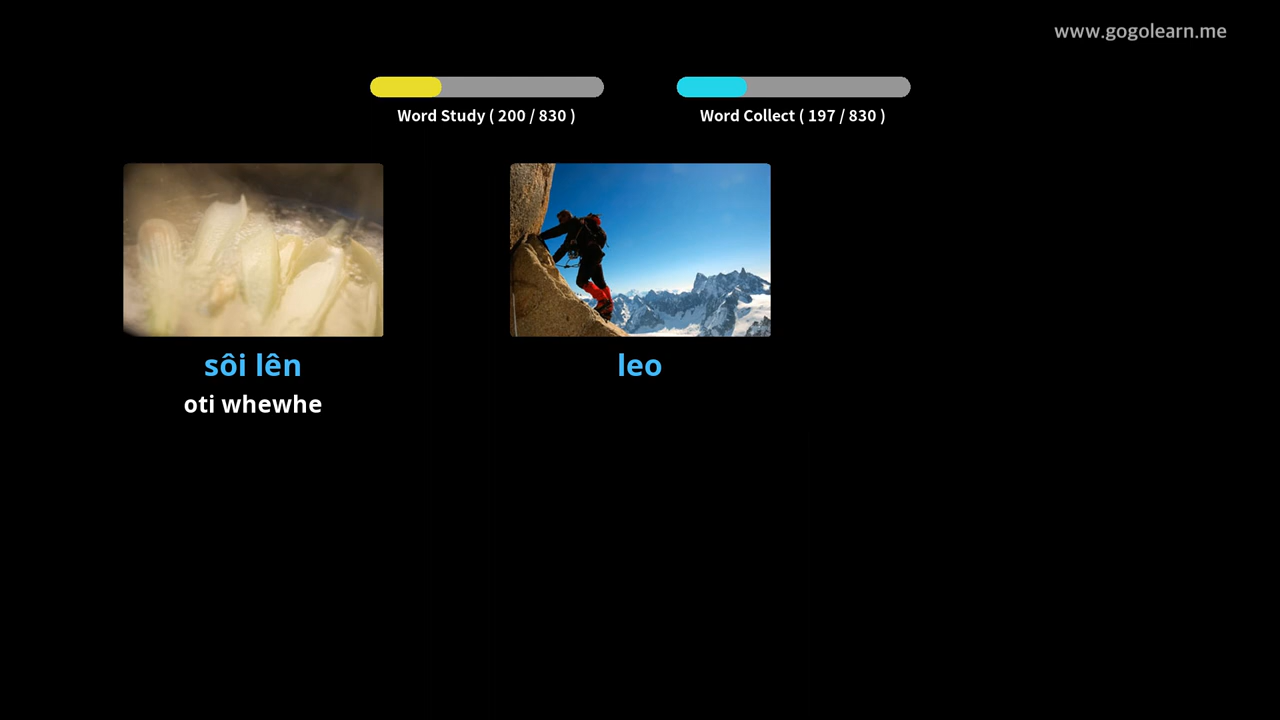 www.gogolearn.me
Word Study ( 200 / 830 )
Word Collect ( 197 / 830 )
sôi lên
leo
oti whewhe